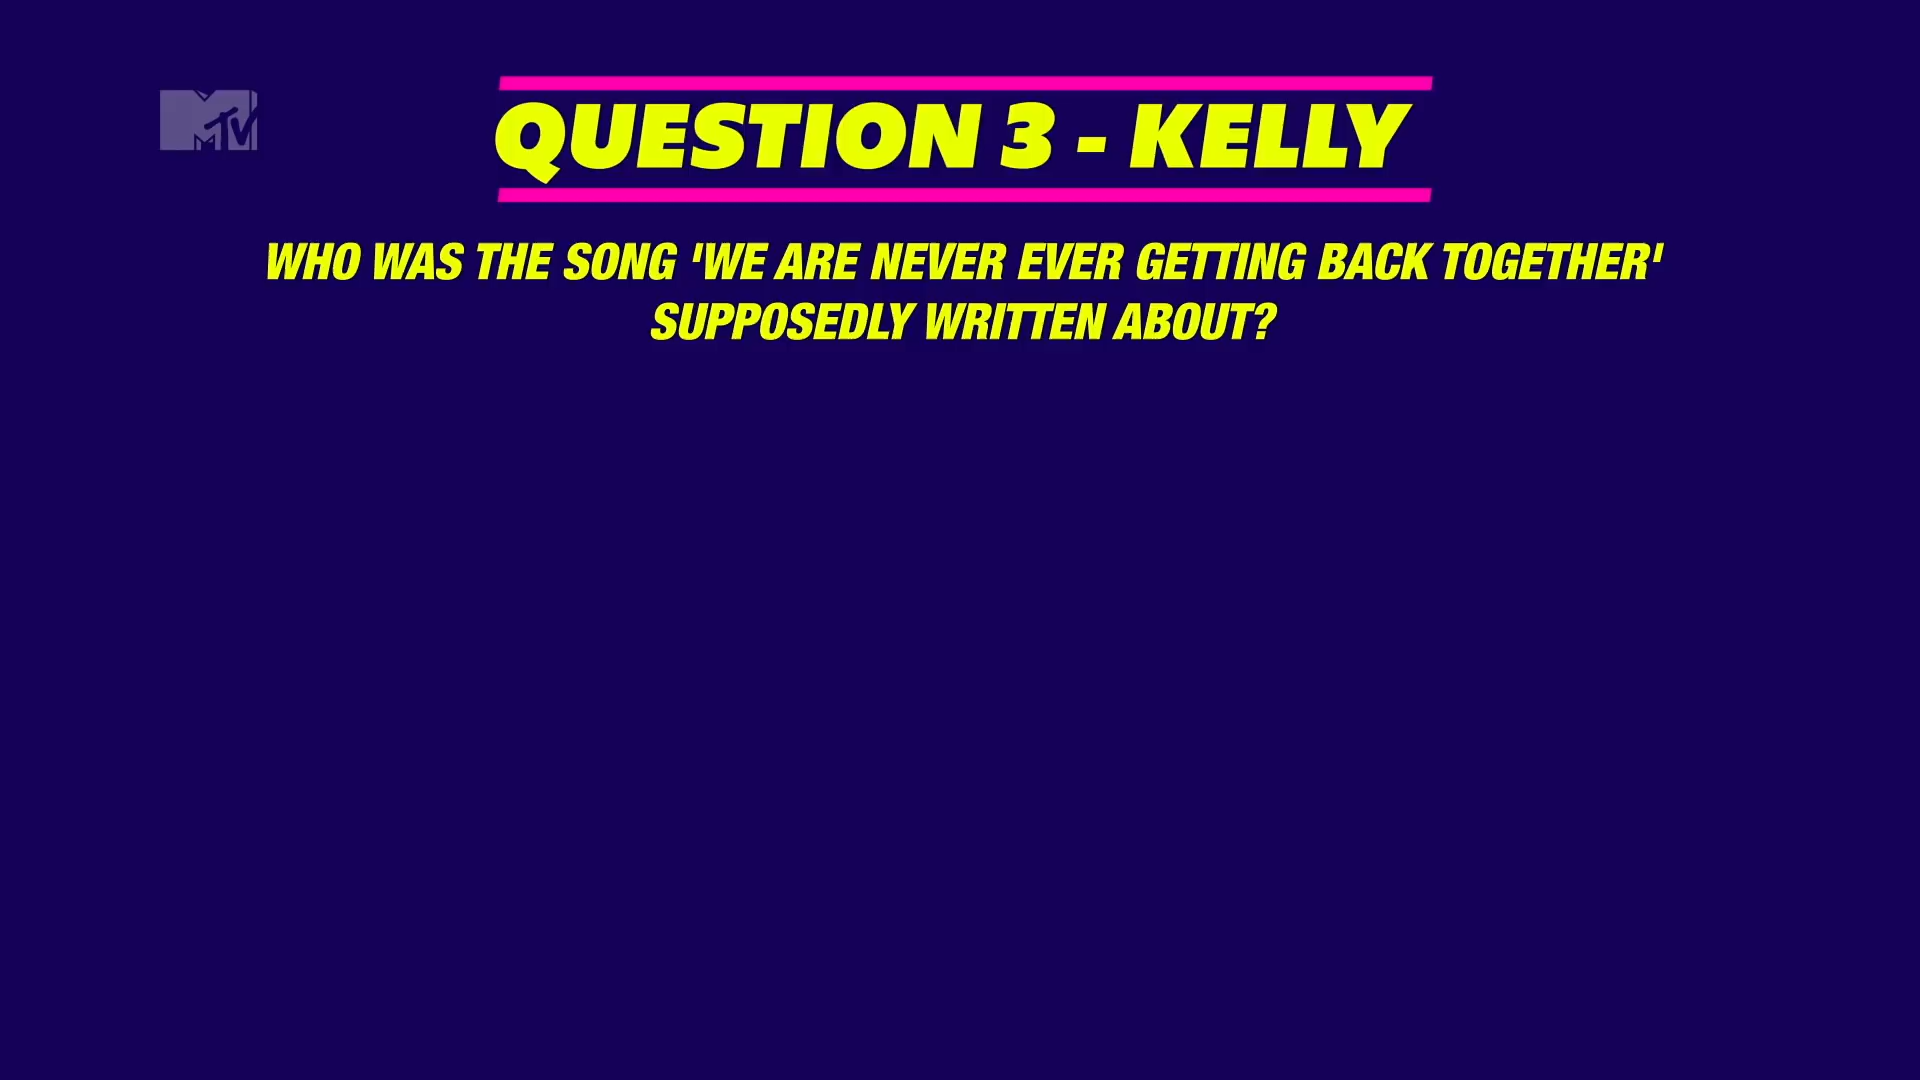 MTV
QUESTION 3 - KELLY
WHO WAS THE SONG 'WE ARE NEVER EVER GETTING BACK TOGETHER'
SUPPOSEDLY WRITTEN ABOUT?